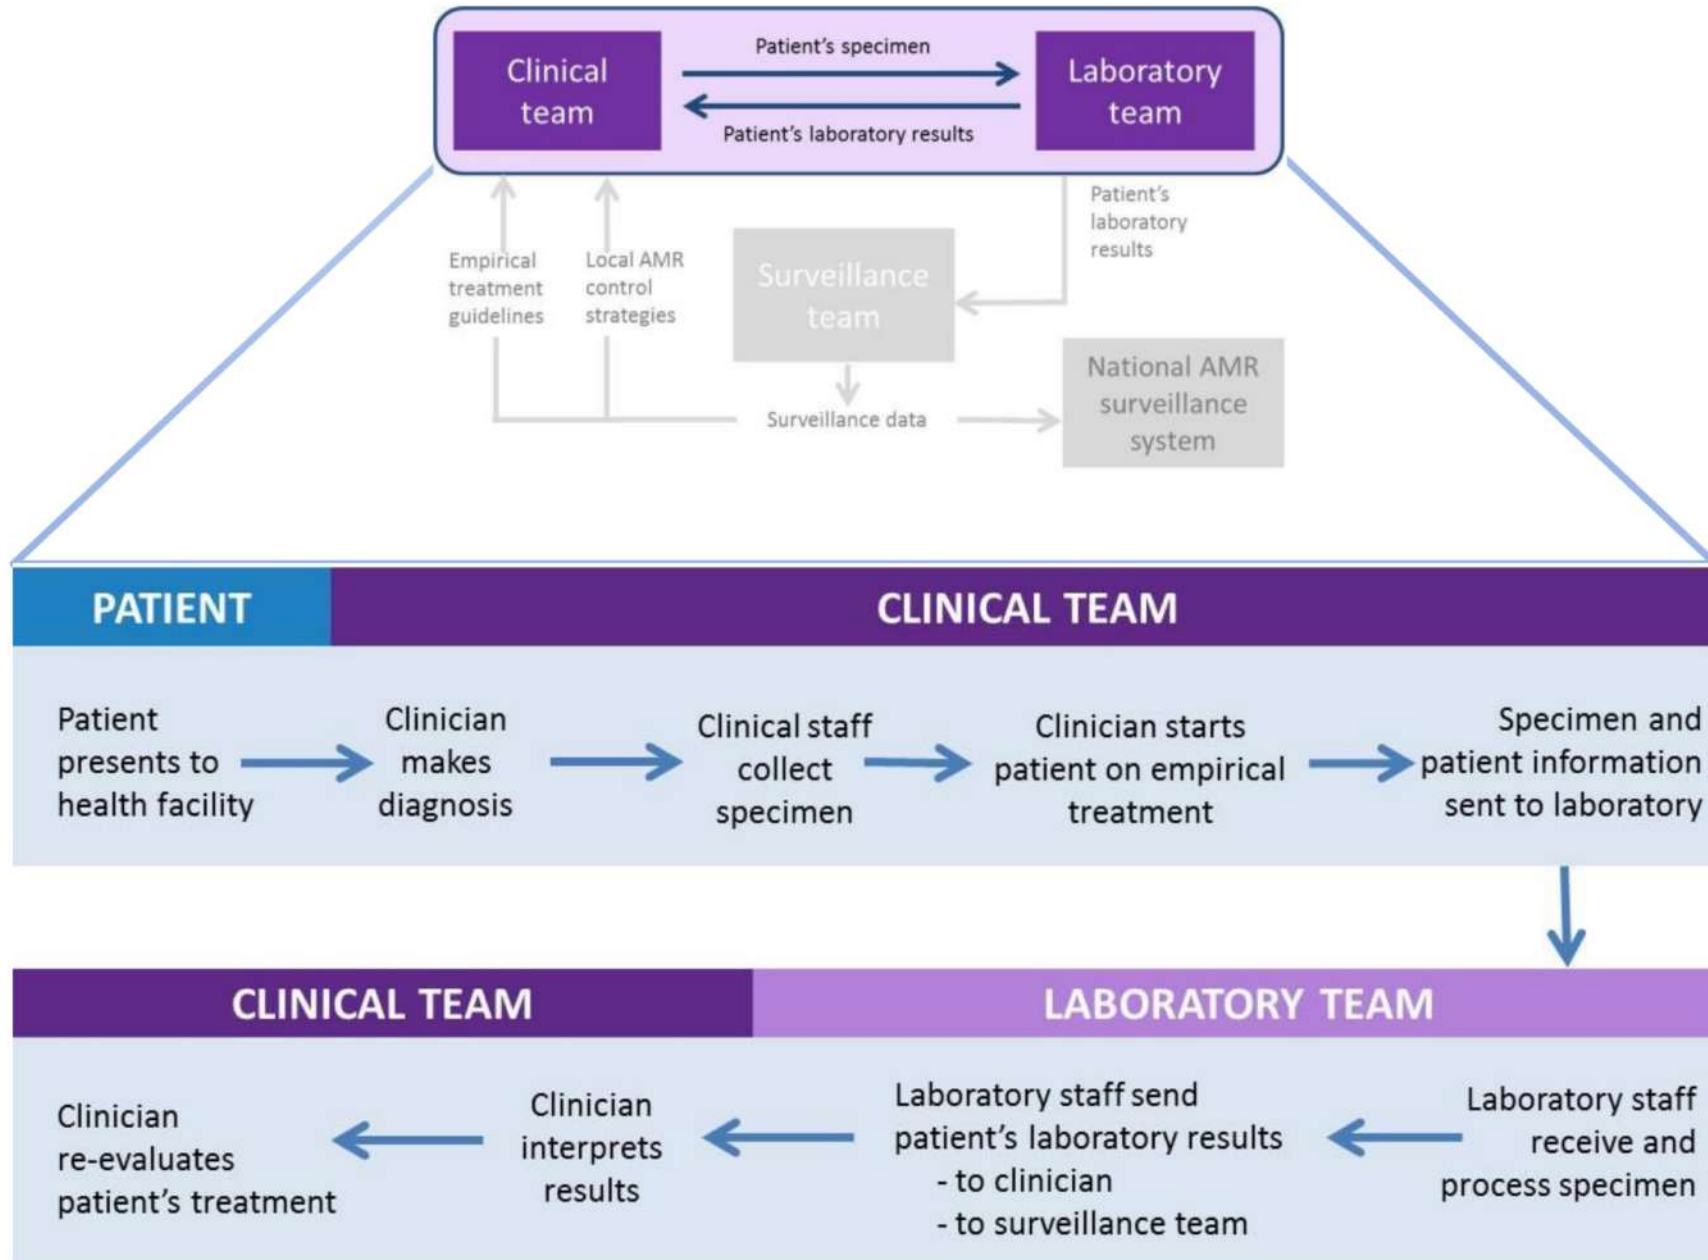 Clinical
team
Patient's specimen
Patient's laboratory results
Laboratory
team
Empirical
treatment
guidelines
Local AMR
control
strategies
Surveillance
team
Patient's
laboratory
results
Surveillance data
National AMR
surveillance
system
PATIENT
CLINICAL TEAM
Patient
presents to
health facility
Clinician
makes
diagnosis
Clinical staff
collect
specimen
Clinician starts
patient on empirical
treatment
Specimen and
patient information
sent to laboratory
CLINICAL TEAM
LABORATORY TEAM
Clinician
re-evaluates
patient's treatment
Clinician
interprets
results
Laboratory staff send
patient's laboratory results
- to clinician
- to surveillance team
Laboratory staff
receive and
process specimen